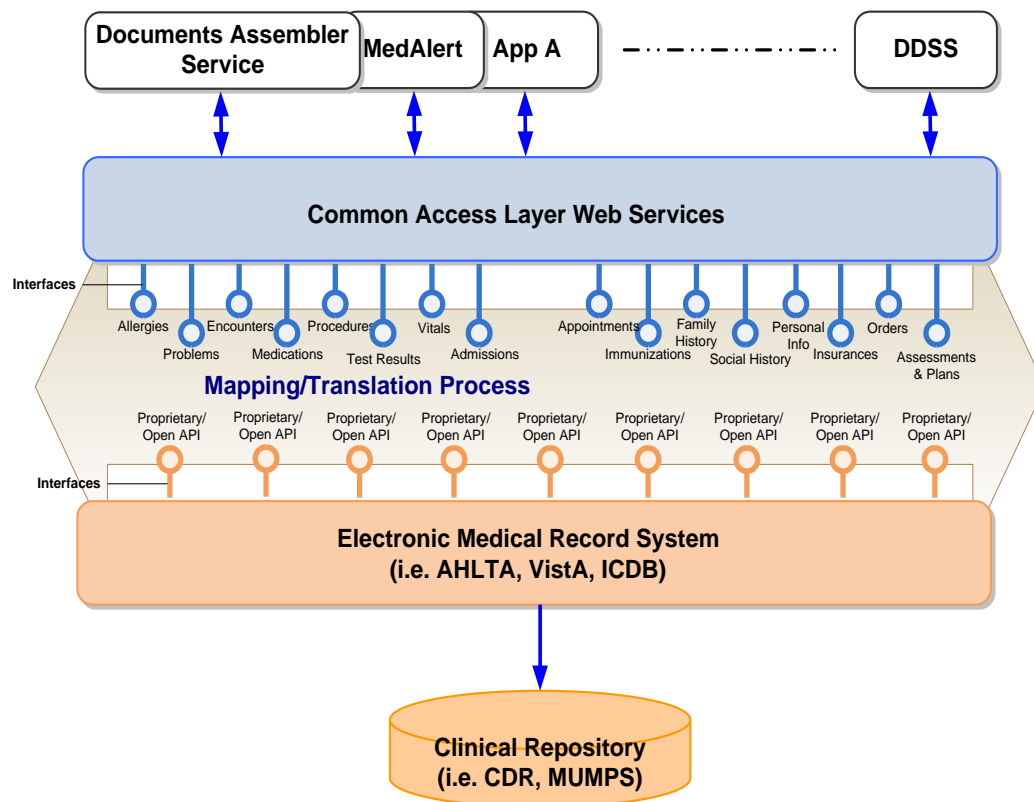 Documents Assembler
Service
MedAlert
App A
DDSS
Common Access Layer Web Services
Interfaces
Allergies
Problems
Encounters
Medications
Procedures
Test Results
Vitals
Admissions
Appointments
Immunizations
Family
History
Social History
Personal
Info
Insurances
Orders
Assessments
& Plans
Mapping/Translation Process
Proprietary/
Open API
Proprietary/
Open API
Proprietary/
Open API
Proprietary/
Open API
Proprietary/
Open API
Proprietary/
Open API
Proprietary/
Open API
Proprietary/
Open API
Proprietary/
Open API
Interfaces
Electronic Medical Record System
(i.e. AHLTA, VistA, ICDB)
Clinical Repository
(i.e. CDR, MUMPS)